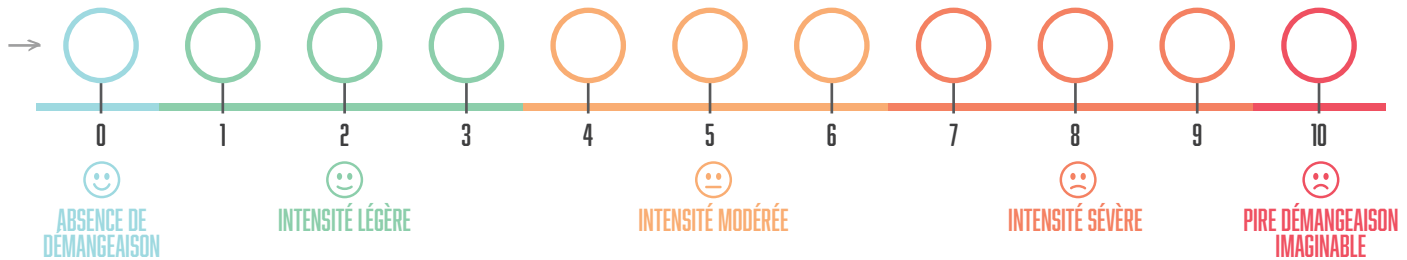 0 1 2 3 4 5 6 7 8 9 10
ABSENCE DE
DÉMANGEAISON
INTENSITÉ LÉGÈRE
INTENSITÉ MODÉRÉE
INTENSITÉ SÉVÈRE
PIRE DÉMANGEAISON
IMAGINABLE